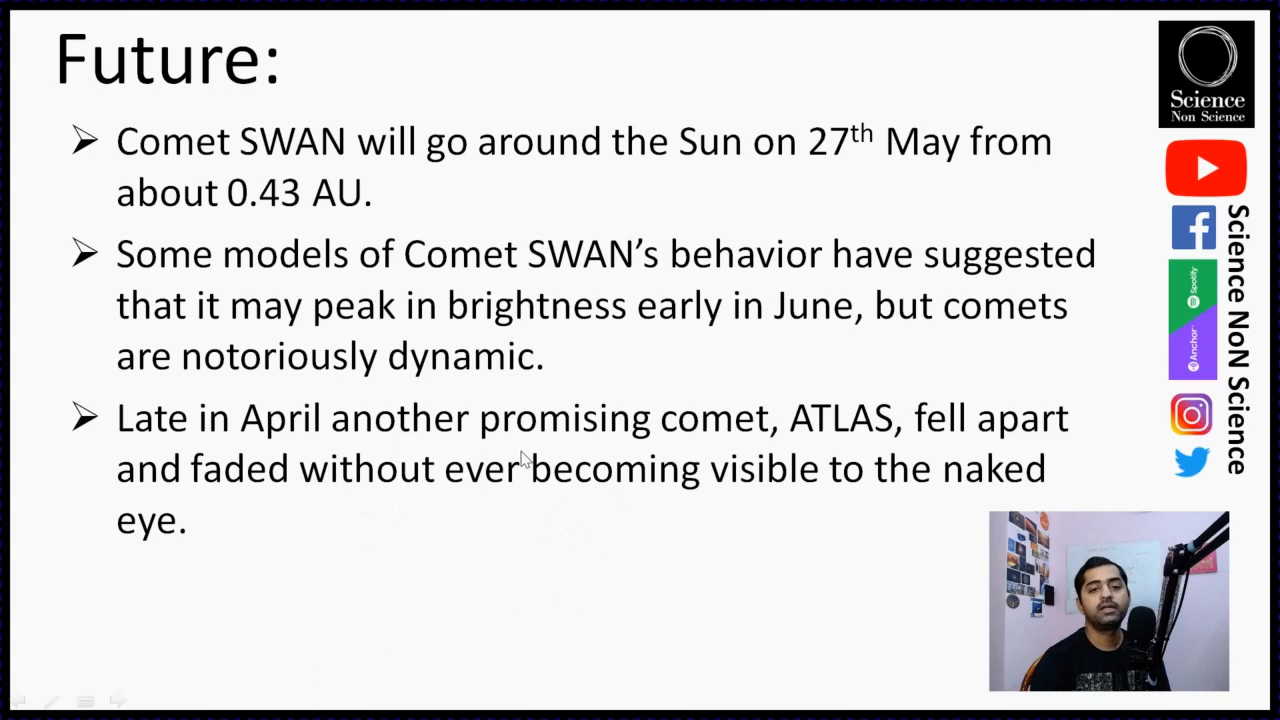 Future:
➢ Comet SWAN will go around the Sun on 27th May from
about 0.43 AU.
➢ Some models of Comet SWAN’s behavior have suggested
that it may peak in brightness early in June, but comets
are notoriously dynamic.
➢ Late in April another promising comet, ATLAS, fell apart
and faded without ever becoming visible to the naked
eye.
Science
Non Science
Spotify
Anchor
Science NoN Science